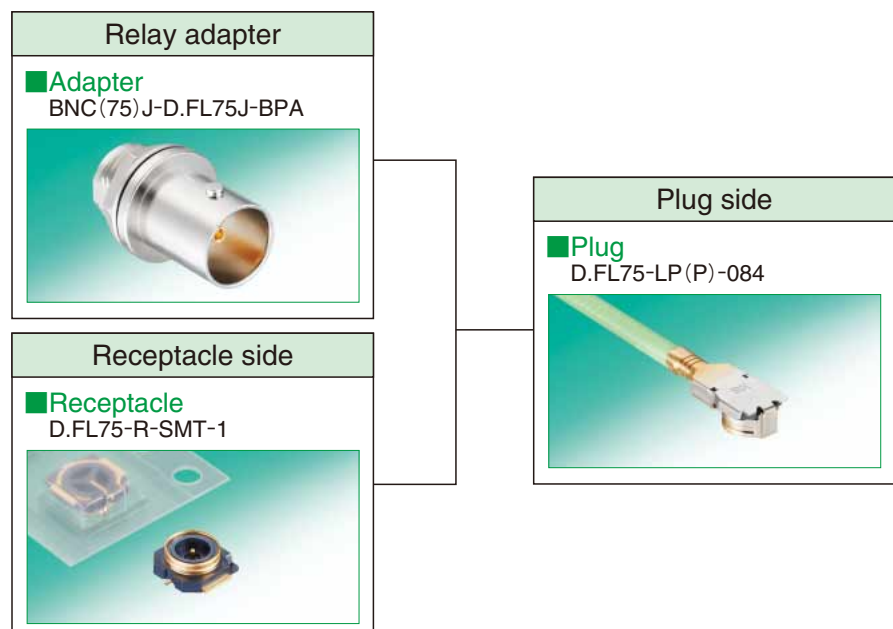 Relay adapter
■Adapter
BNC(75)J-D.FL75J-BPA
Receptacle side
■Receptacle
D.FL75-R-SMT-1
Plug side
■Plug
D.FL75-LP(P)-084